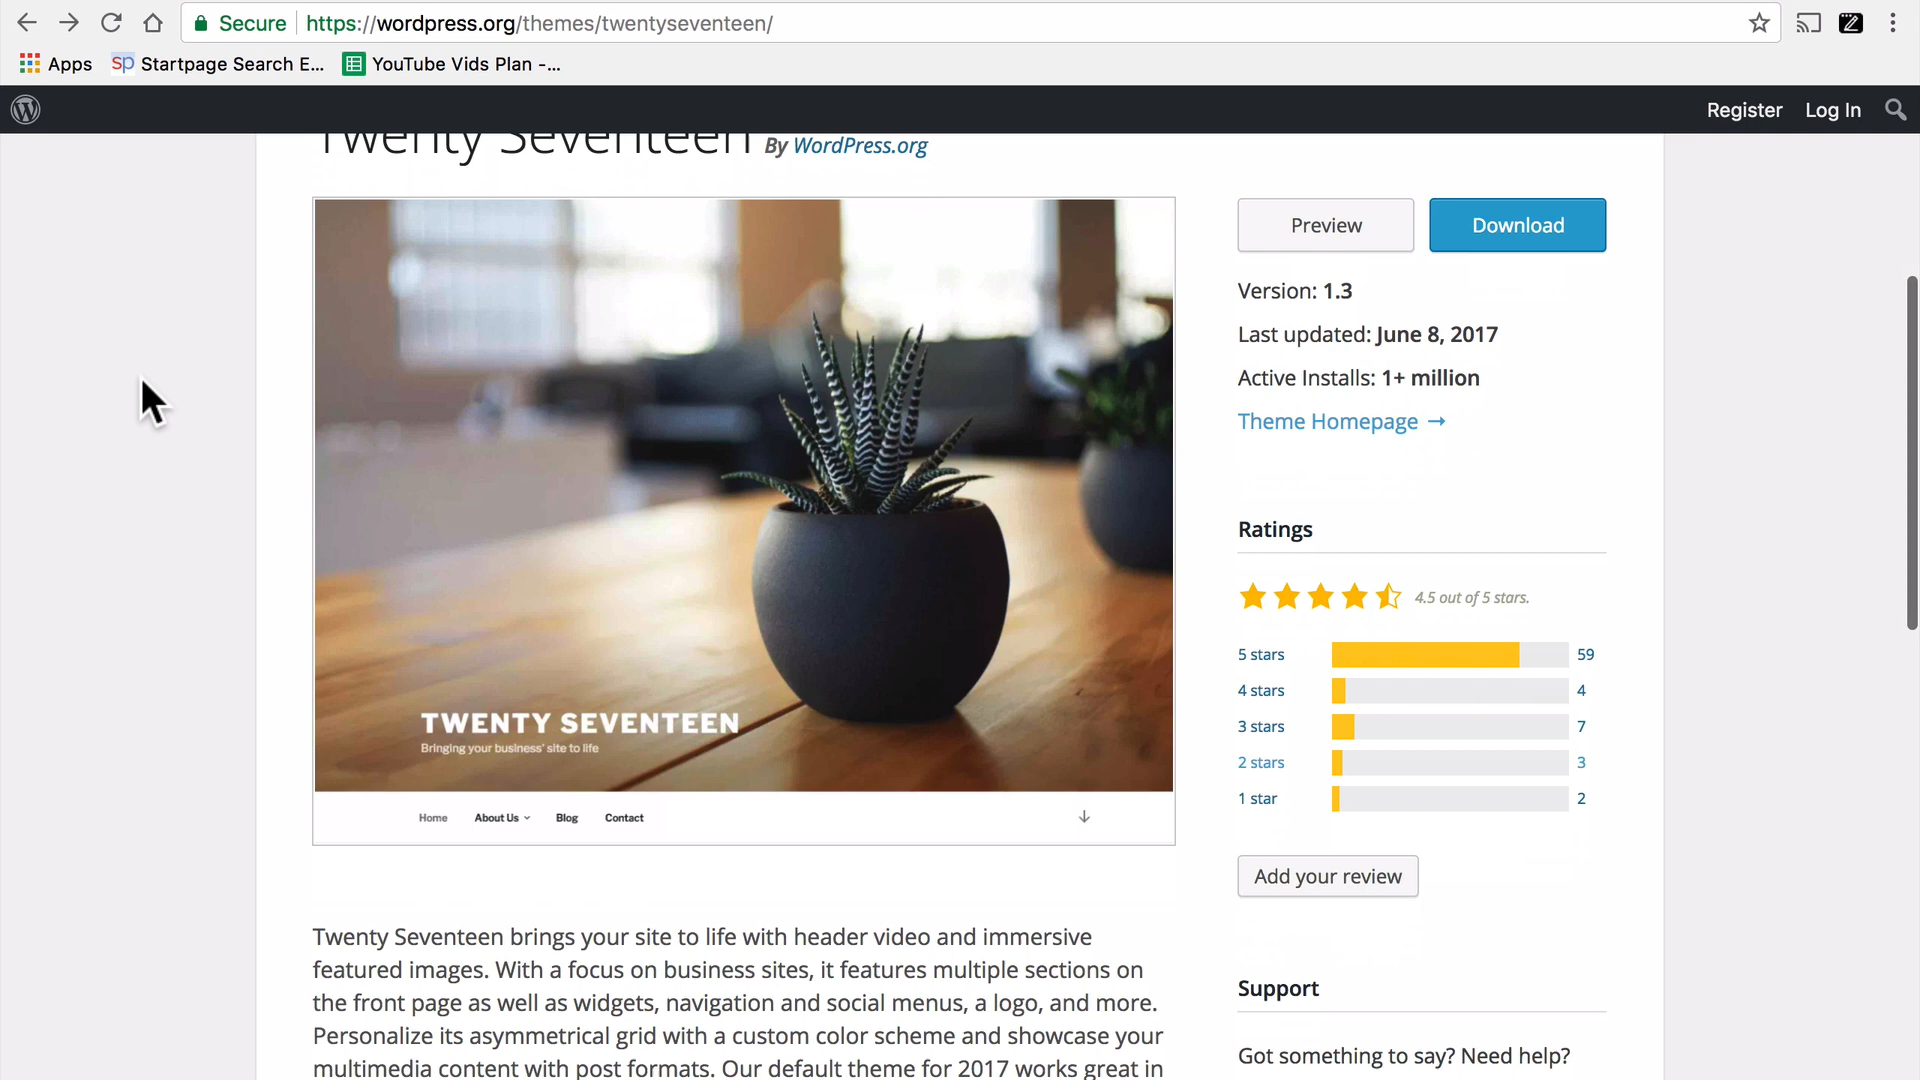 Secure https://wordpress.org/themes/twentyseventeen/
Apps Startpage Search E... YouTube Vids Plan -...
Register Log In
Twenty Seventeen By WordPress.org
Preview Download
Version: 1.3
Last updated: June 8, 2017
Active Installs: 1+ million
Theme Homepage →
Ratings
4.5 out of 5 stars.
5 stars 59
4 stars 4
3 stars 7
2 stars 3
1 star 2
Add your review
TWENTY SEVENTEEN
Bringing your business' site to life
Home About Us Blog Contact
Twenty Seventeen brings your site to life with header video and immersive
featured images. With a focus on business sites, it features multiple sections on
the front page as well as widgets, navigation and social menus, a logo, and more.
Personalize its asymmetrical grid with a custom color scheme and showcase your
multimedia content with post formats. Our default theme for 2017 works great in
Support
Got something to say? Need help?